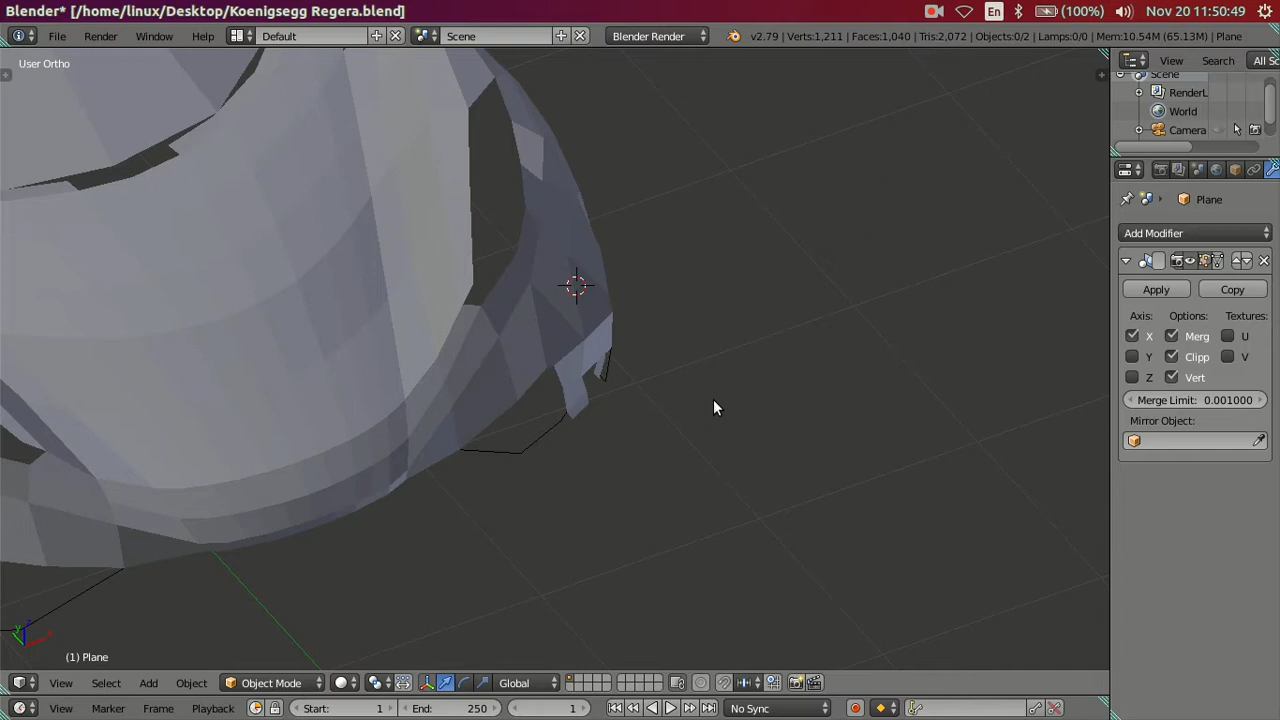 Blender* [/home/linux/Desktop/Koenigsegg Regera.blend]
En (100%) Nov 20 11:50:49
File Render Window Help Default Scene Blender Render v2.79 | Verts:1,211 | Faces:1,040 | Tris:2,072 | Objects:0/2 | Lamps:0/0 | Mem:10.54M (65.13M) | Plane
User Ortho
View Search All Sc
Scene
RenderL
World
Camera
Plane
Add Modifier
Apply Copy
Axis: Options: Textures:
X Merg U
Y Clipp V
Z Vert
Merge Limit: 0.001000
Mirror Object:
y z x
(1) Plane
View Select Add Object Object Mode Global
View Marker Frame Playback Start: 1 End: 250 1 No Sync